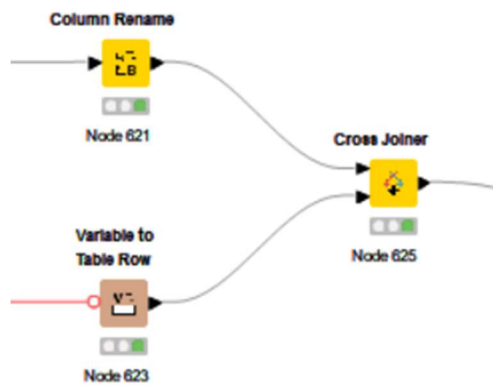 Column Rename
Node 621
Cross Joiner
Node 625
Variable to
Table Row
Node 623